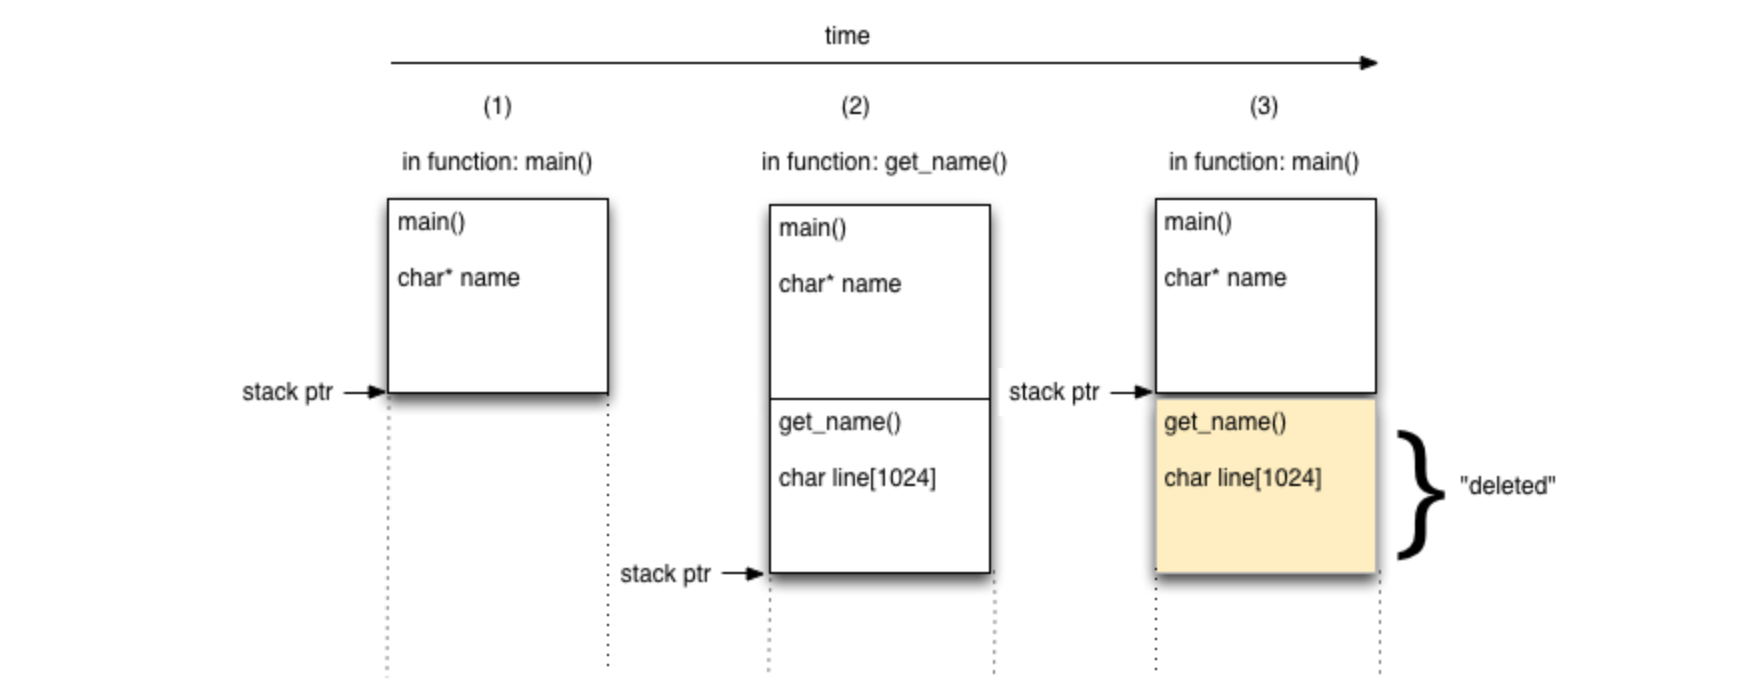 time
(1)
(2)
(3)
in function: main()
in function: get_name()
in function: main()
main()
char* name
stack ptr
main()
char* name
get_name()
char line[1024]
stack ptr
main()
char* name
stack ptr
get_name()
char line[1024]
"deleted"